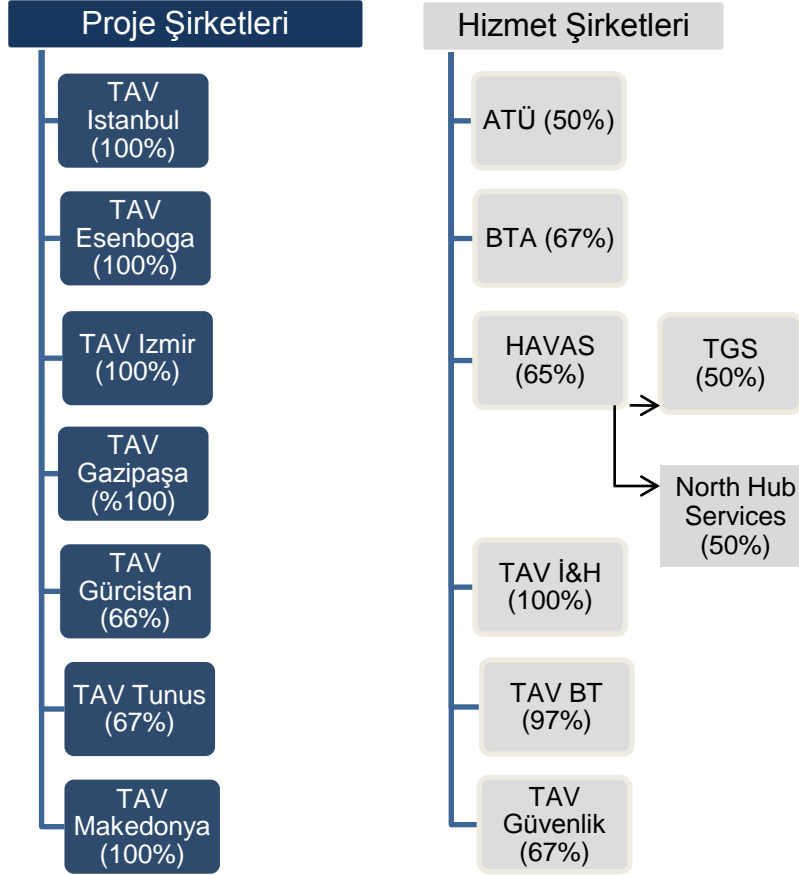 Proje Şirketleri
TAV
Istanbul
(100%)
TAV
Esenboga
(100%)
TAV Izmir
(100%)
TAV
Gazipaşa
(%100)
TAV
Gürcistan
(66%)
TAV Tunus
(67%)
TAV
Makedonya
(100%)
Hizmet Şirketleri
ATÜ (50%)
BTA (67%)
HAVAS
(65%)
TGS
(50%)
North Hub
Services
(50%)
TAV İ&H
(100%)
TAV BT
(97%)
TAV
Güvenlik
(67%)